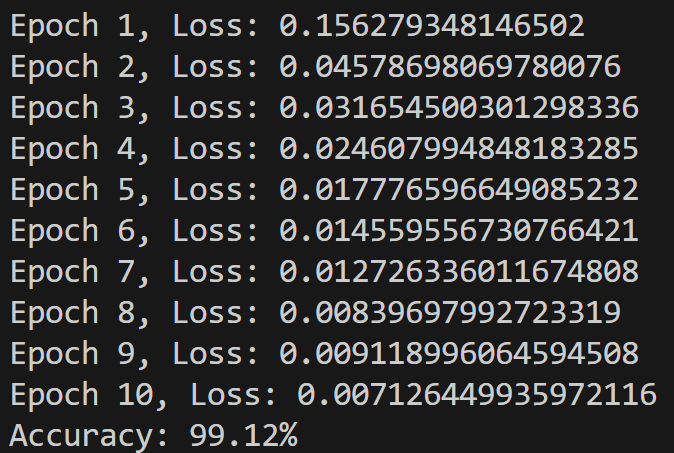 Epoch 1, Loss: 0.156279348146502
Epoch 2, Loss: 0.04578698069780076
Epoch 3, Loss: 0.031654500301298336
Epoch 4, Loss: 0.024607994848183285
Epoch 5, Loss: 0.017776596649085232
Epoch 6, Loss: 0.014559556730766421
Epoch 7, Loss: 0.012726336011674808
Epoch 8, Loss: 0.00839697992723319
Epoch 9, Loss: 0.009118996064594508
Epoch 10, Loss: 0.007126449935972116
Accuracy: 99.12%